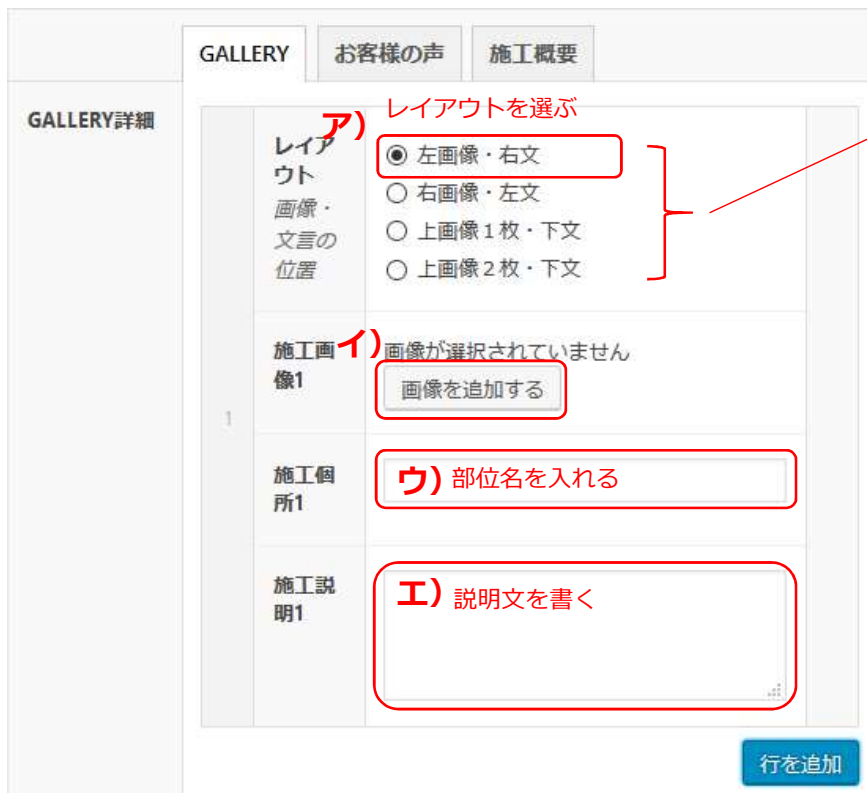 GALLERY
お客様の声
施工概要
GALLERY詳細
ア)
レイアウトを選ぶ
レイア
ウト
画像・
文言の
位置
左画像・右文
右画像・左文
上画像１枚・下文
上画像２枚・下文
1
施工画
像1
イ)
画像が選択されていません
画像を追加する
施工個
所1
ウ) 部位名を入れる
施工説
明1
エ) 説明文を書く
行を追加